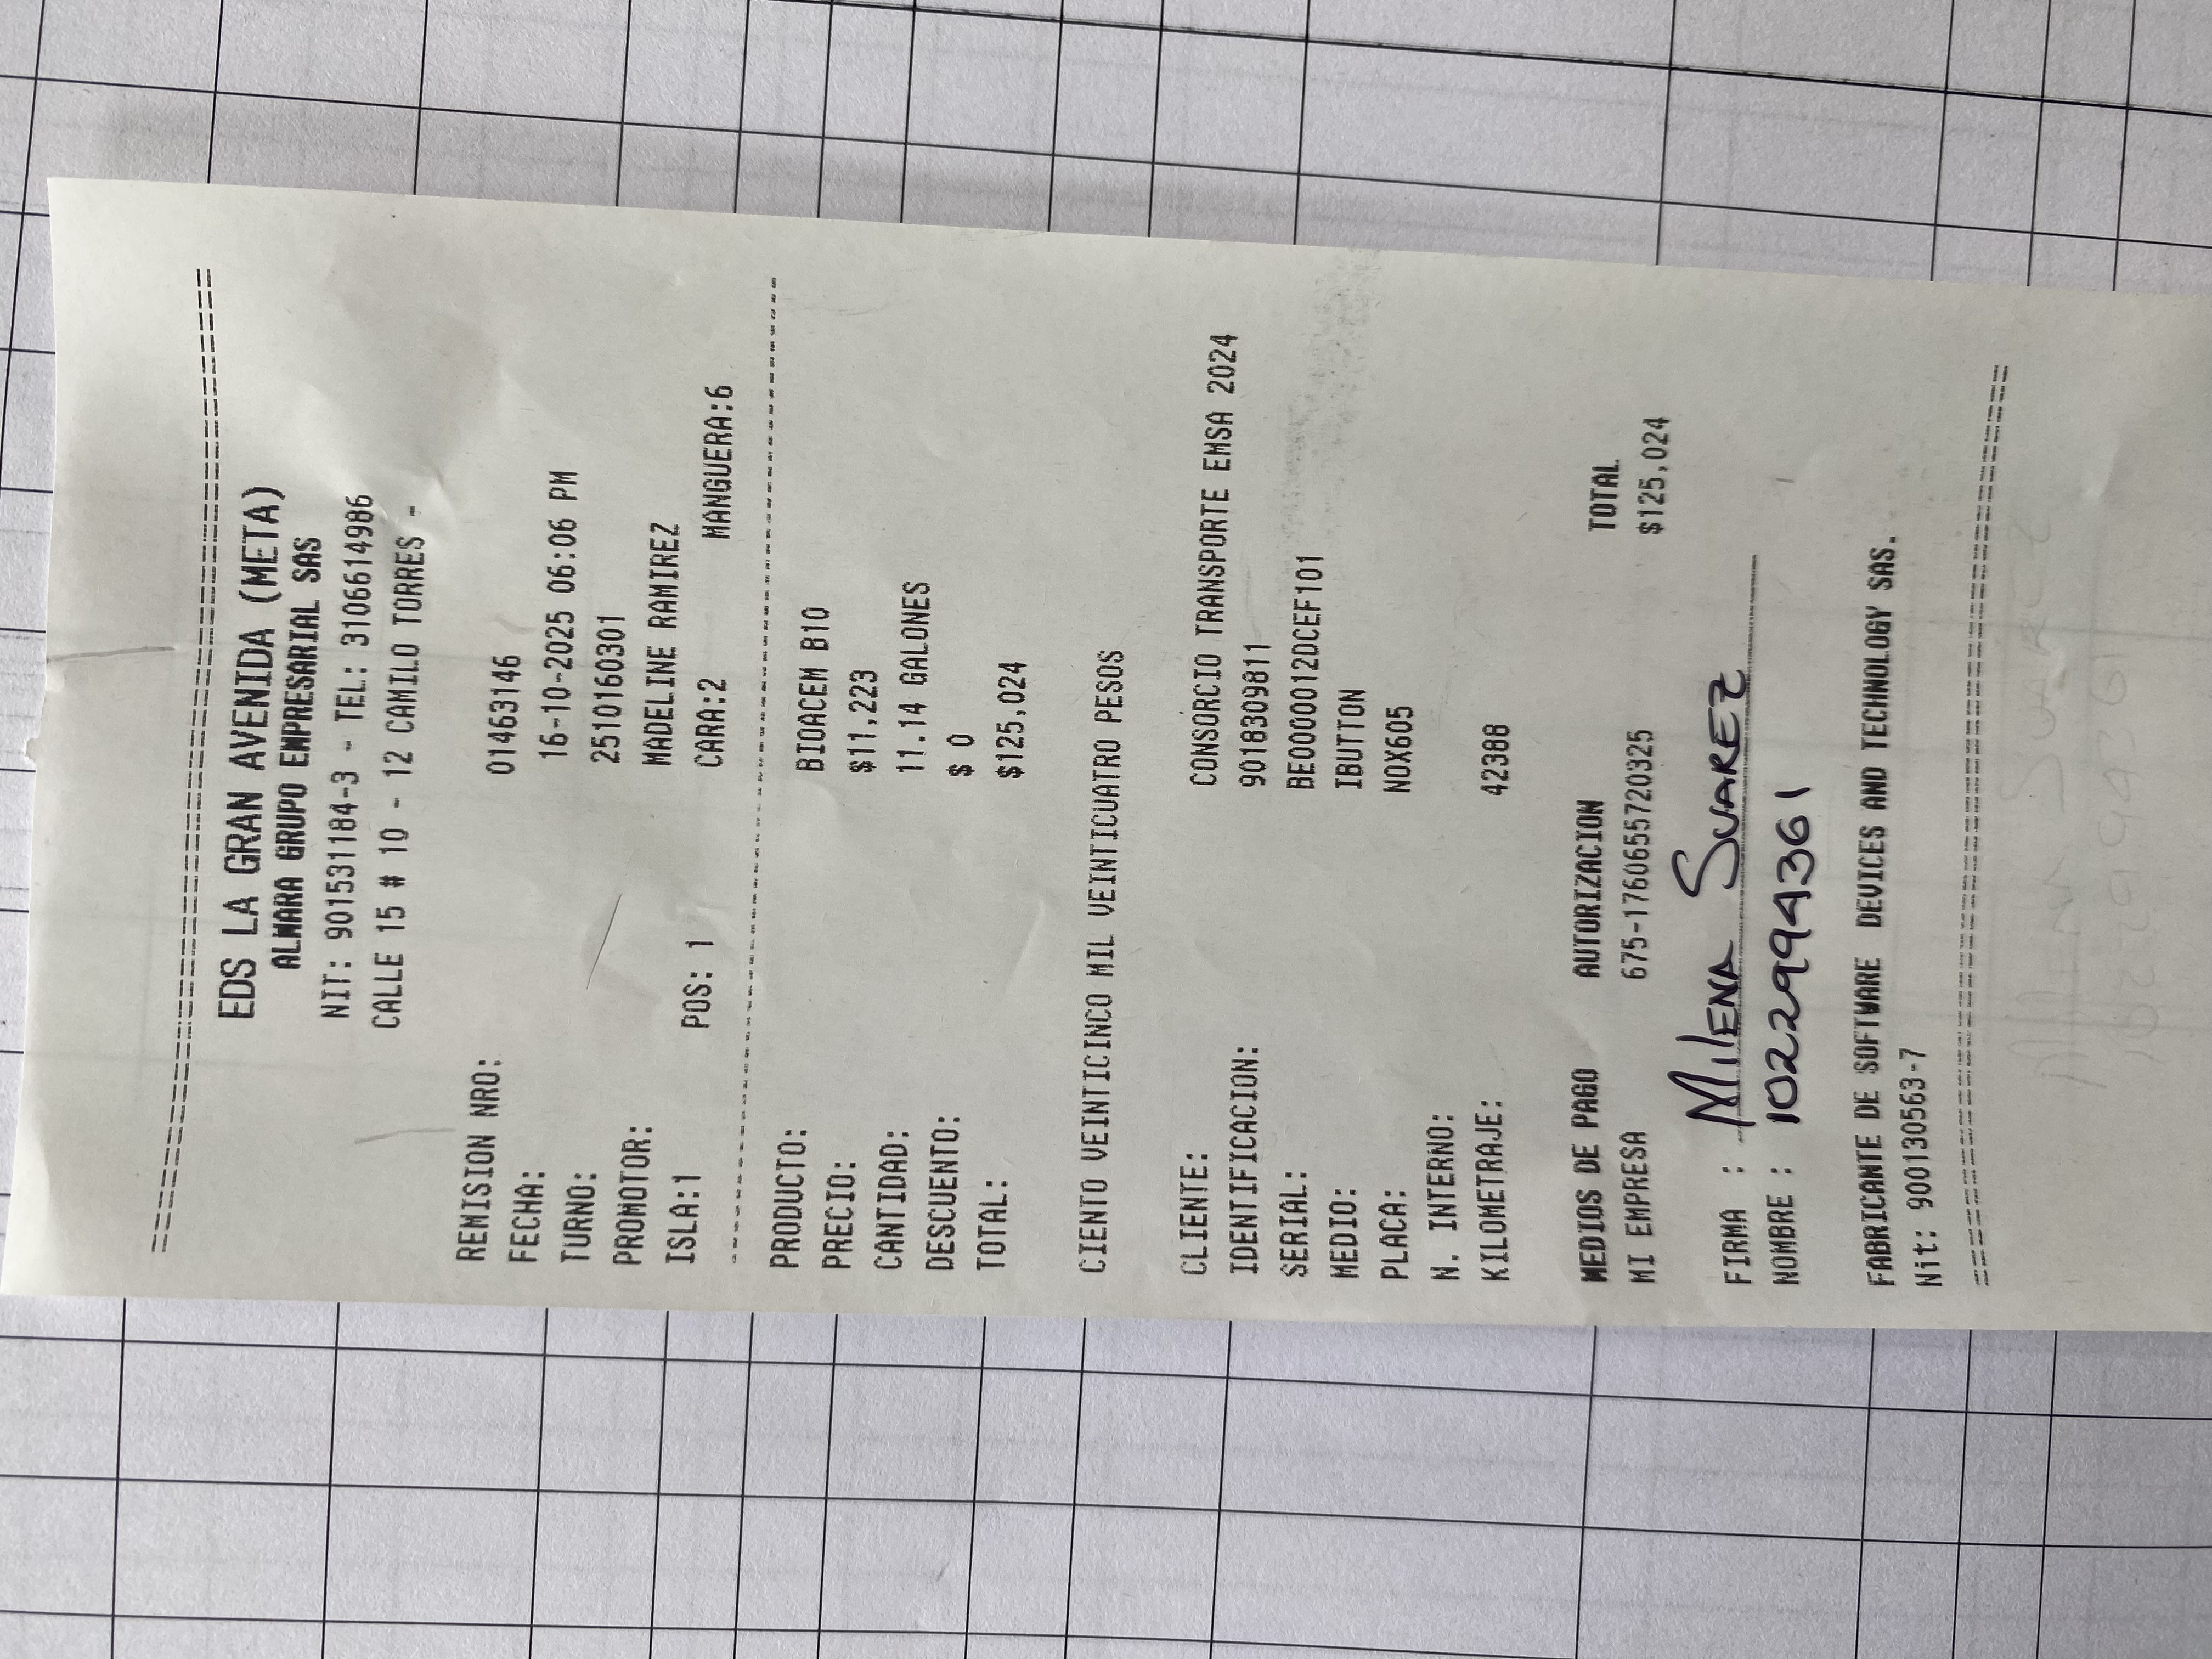 EDS LA GRAN AVENIDA (META)
ALMARA GRUPO EMPRESARIAL SAS
NIT: 901531184-3 - TEL: 3106614986
CALLE 15 # 10 - 12 CAMILO TORRES -
REMISION NRO: 01463146
FECHA: 16-10-2025 06:06 PM
TURNO: 25101160301
PROMOTOR: MADELINE RAMIREZ
ISLA:1 POS: 1 CARA:2 MANGUERA:6
PRODUCTO: BIOACEM B10
PRECIO: $11,223
CANTIDAD: 11.14 GALONES
DESCUENTO: $ 0
TOTAL: $125,024
CIENTO VEINTICINCO MIL VEINTICUATRO PESOS
CLIENTE: CONSORCIO TRANSPORTE EMSA 2024
IDENTIFICACION: 9018309811
SERIAL: BE000012DCEF101
MEDIO: IBUTTON
PLACA: NOX605
N. INTERNO:
KILOMETRAJE: 42388
MEDIOS DE PAGO AUTORIZACION TOTAL
MI EMPRESA 675-1760655720325 $125,024
FIRMA : MILENA SUAREZ
NOMBRE : 1022994361
FABRICANTE DE SOFTWARE DEVICES AND TECHNOLOGY SAS.
Nit: 9001130563-7